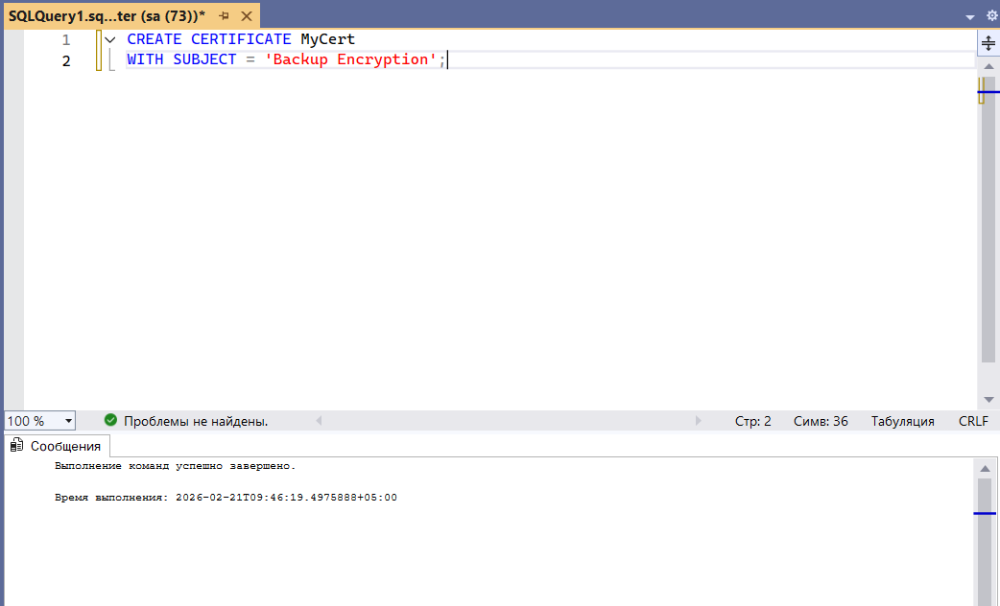 SQLQuery1.sq...ter (sa (73))*
1 CREATE CERTIFICATE MyCert
2 WITH SUBJECT = 'Backup Encryption';
100 % Проблемы не найдены. Стр: 2 Симв: 36 Табуляция CRLF
Сообщения
Выполнение команд успешно завершено.
Время выполнения: 2026-02-21T09:46:19.4975888+05:00